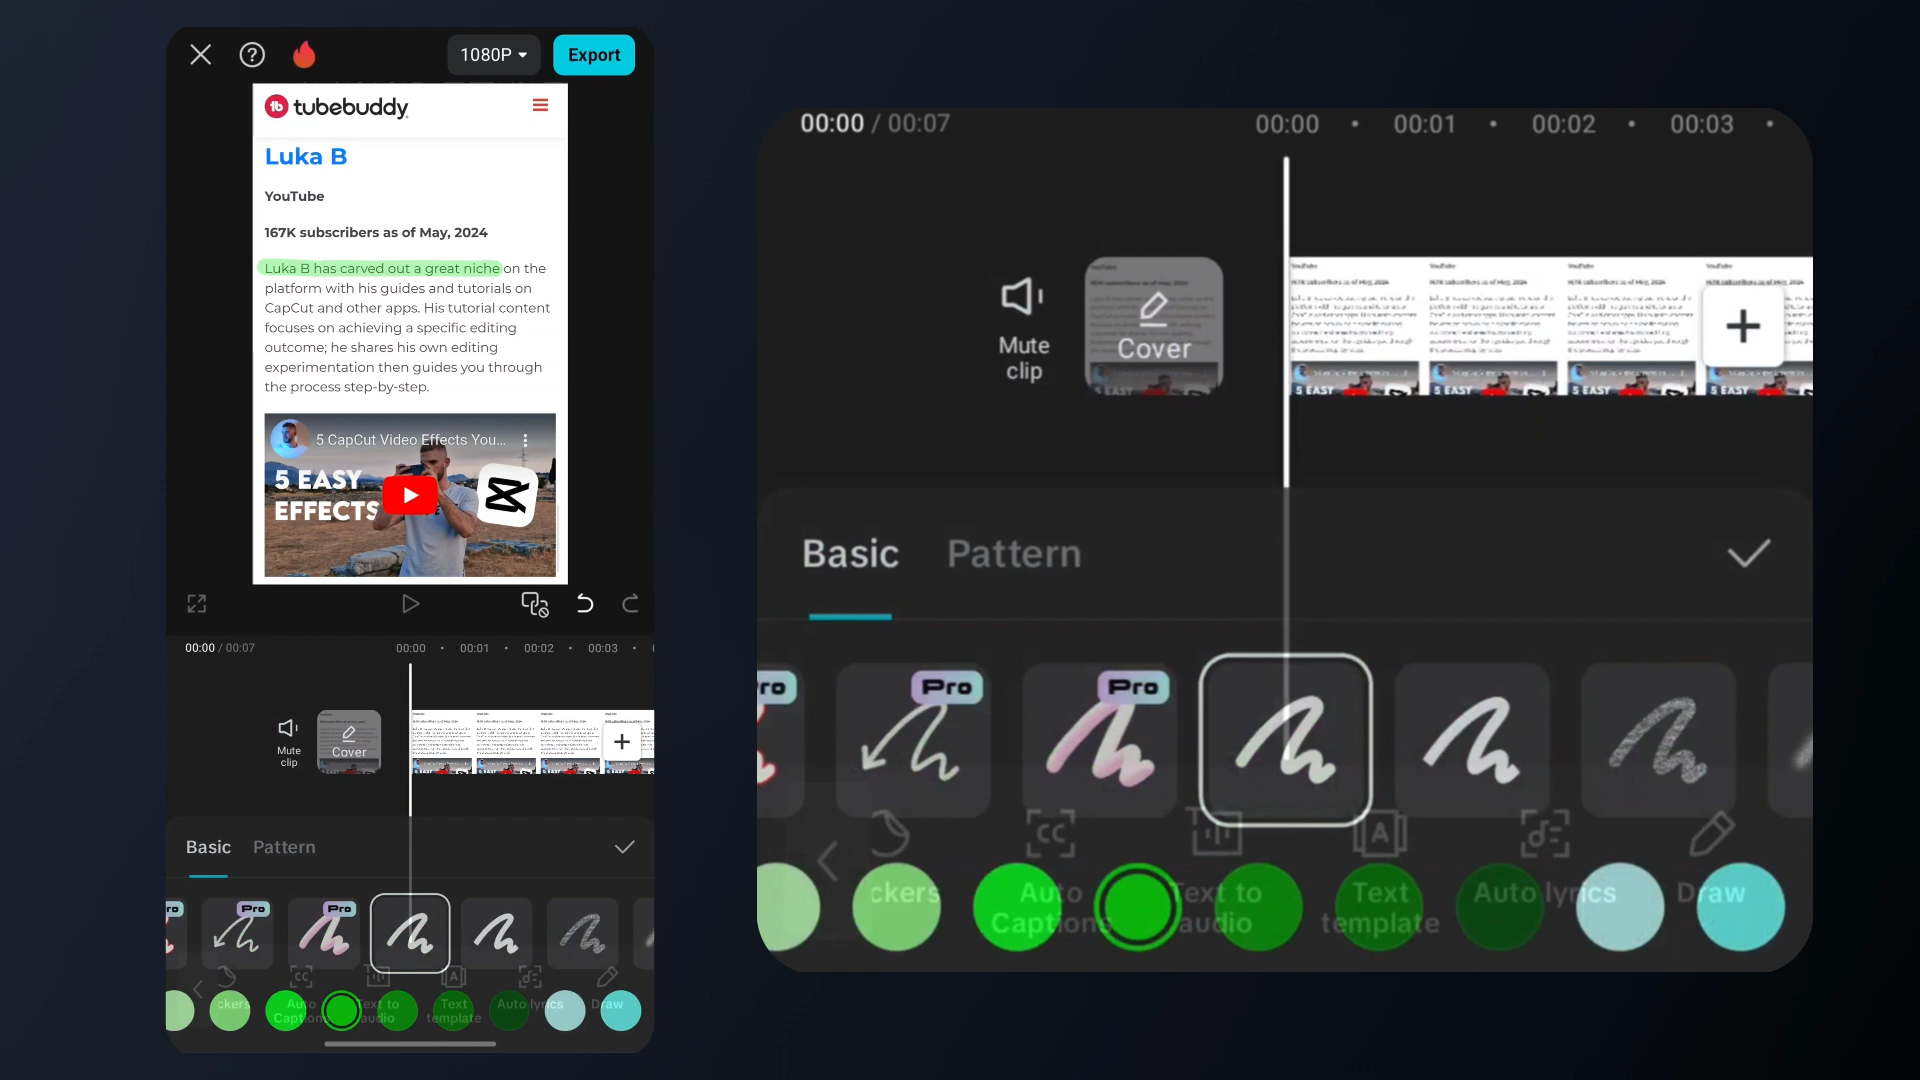 1080P
Export
tubebuddy
Luka B
YouTube
167K subscribers as of May, 2024
Luka B has carved out a great niche on the
platform with his guides and tutorials on
CapCut and other apps. His tutorial content
focuses on achieving a specific editing
outcome; he shares his own editing
experimentation then guides you through
the process step-by-step.
5 CapCut Video Effects You...
5 EASY
EFFECTS
00:00 / 00:07
00:00 00:01 00:02 00:03
Mute
clip
Cover
Basic Pattern
ro
Pro
Pro
ckers
Auto
Captions
Text to
audio
Text
template
Auto lyrics
Draw
00:00 / 00:07
00:00 00:01 00:02 00:03
Mute
clip
Cover
Basic Pattern
ro
Pro
Pro
ckers
Auto
Captions
Text to
audio
Text
template
Auto lyrics
Draw